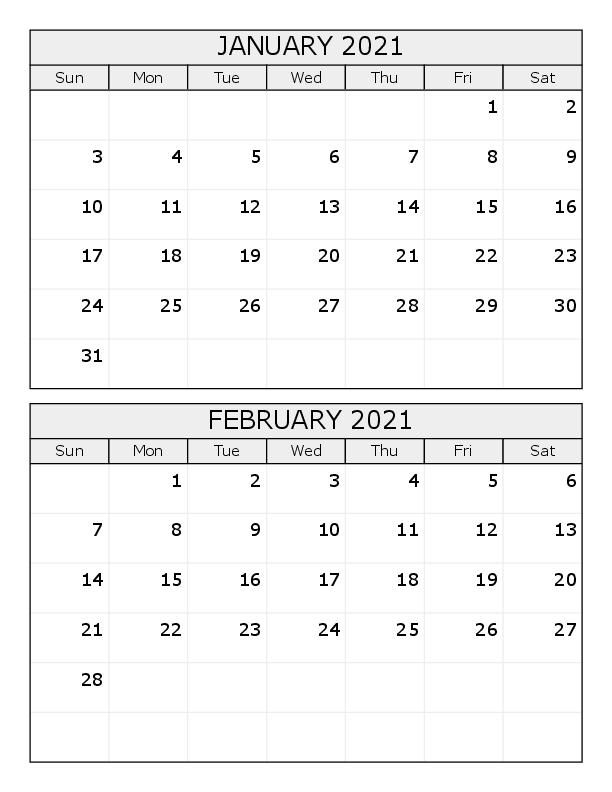 JANUARY 2021
Sun Mon Tue Wed Thu Fri Sat
1 2
3 4 5 6 7 8 9
10 11 12 13 14 15 16
17 18 19 20 21 22 23
24 25 26 27 28 29 30
31
FEBRUARY 2021
Sun Mon Tue Wed Thu Fri Sat
1 2 3 4 5 6
7 8 9 10 11 12 13
14 15 16 17 18 19 20
21 22 23 24 25 26 27
28